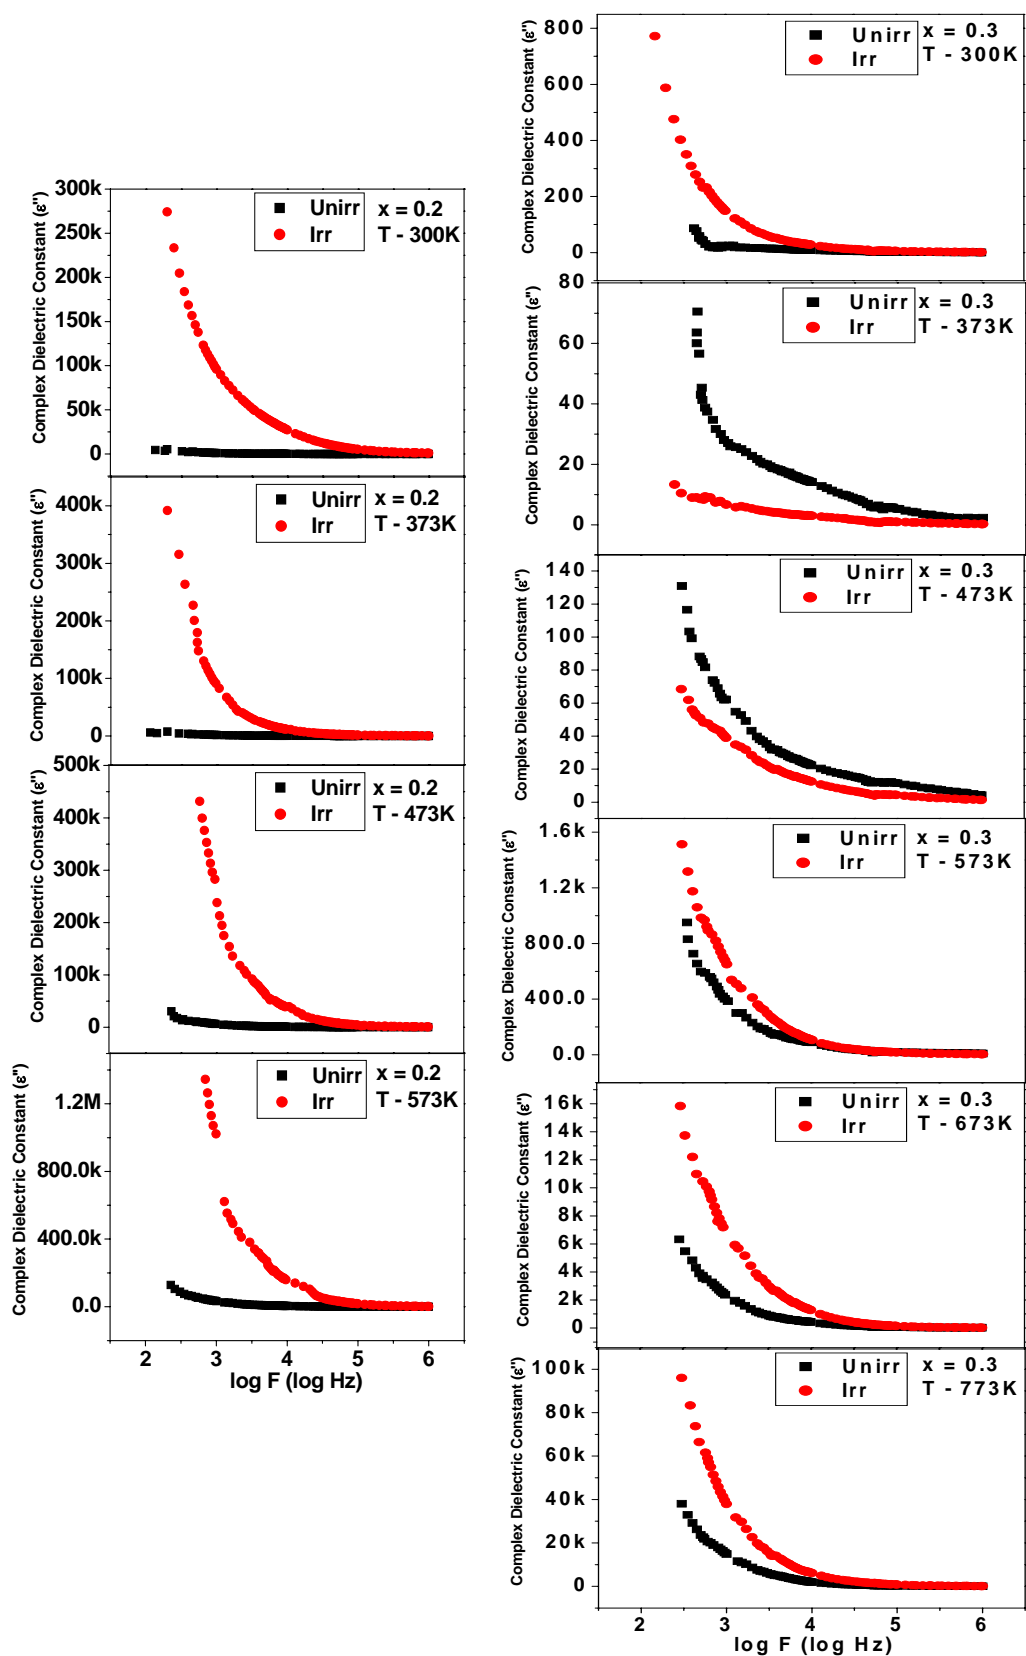 300k
250k
200k
150k
100k
50k
0
Complex Dielectric Constant (ε'')
Unirr x = 0.2
Irr T - 300K
400k
300k
200k
100k
0
Complex Dielectric Constant (ε'')
Unirr x = 0.2
Irr T - 373K
500k
400k
300k
200k
100k
0
Complex Dielectric Constant (ε'')
Unirr x = 0.2
Irr T - 473K
1.2M
800.0k
400.0k
0.0
Complex Dielectric Constant (ε'')
Unirr x = 0.2
Irr T - 573K
2 3 4 5 6
log F (log Hz)
800
600
400
200
0
Complex Dielectric Constant (ε'')
Unirr x = 0.3
Irr T - 300K
80
60
40
20
0
Complex Dielectric Constant (ε'')
Unirr x = 0.3
Irr T - 373K
140
120
100
80
60
40
20
0
Complex Dielectric Constant (ε'')
Unirr x = 0.3
Irr T - 473K
1.6k
1.2k
800.0
400.0
0.0
Complex Dielectric Constant (ε'')
Unirr x = 0.3
Irr T - 573K
16k
14k
12k
10k
8k
6k
4k
2k
0
Complex Dielectric Constant (ε'')
Unirr x = 0.3
Irr T - 673K
100k
80k
60k
40k
20k
0
Complex Dielectric Constant (ε'')
Unirr x = 0.3
Irr T - 773K
2 3 4 5 6
log F (log Hz)